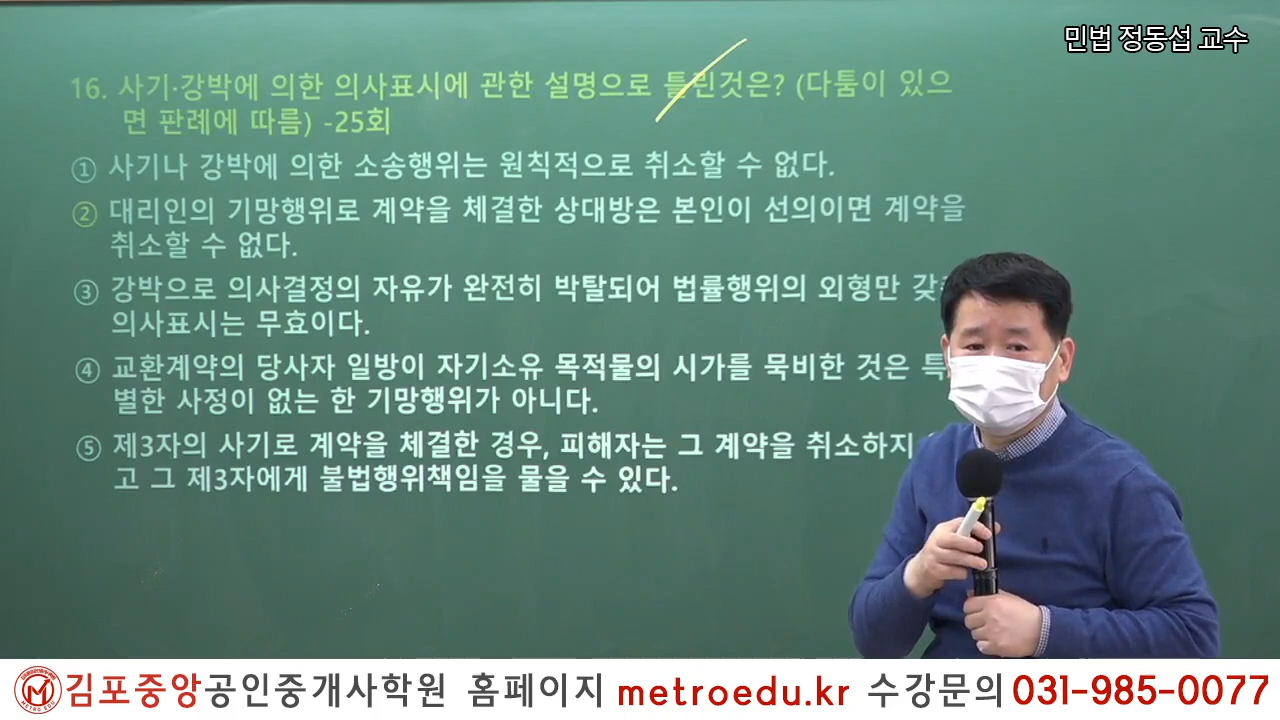 민법 정동섭 교수
16. 사기·강박에 의한 의사표시에 관한 설명으로 틀린것은? (다툼이 있으
면 판례에 따름) -25회
① 사기나 강박에 의한 소송행위는 원칙적으로 취소할 수 없다.
② 대리인의 기망행위로 계약을 체결한 상대방은 본인이 선의이면 계약을
취소할 수 없다.
③ 강박으로 의사결정의 자유가 완전히 박탈되어 법률행위의 외형만
의사표시는 무효이다.
④ 교환계약의 당사자 일방이 자기소유 목적물의 시가를 묵비한 것은 특
별한 사정이 없는 한 기망행위가 아니다.
⑤ 제3자의 사기로 계약을 체결한 경우, 피해자는 그 계약을 취소하지
고 그 제3자에게 불법행위책임을 물을 수 있다.
METRO EDU
김포중앙공인중개사학원 홈페이지 metroedu.kr 수강문의 031-985-0077